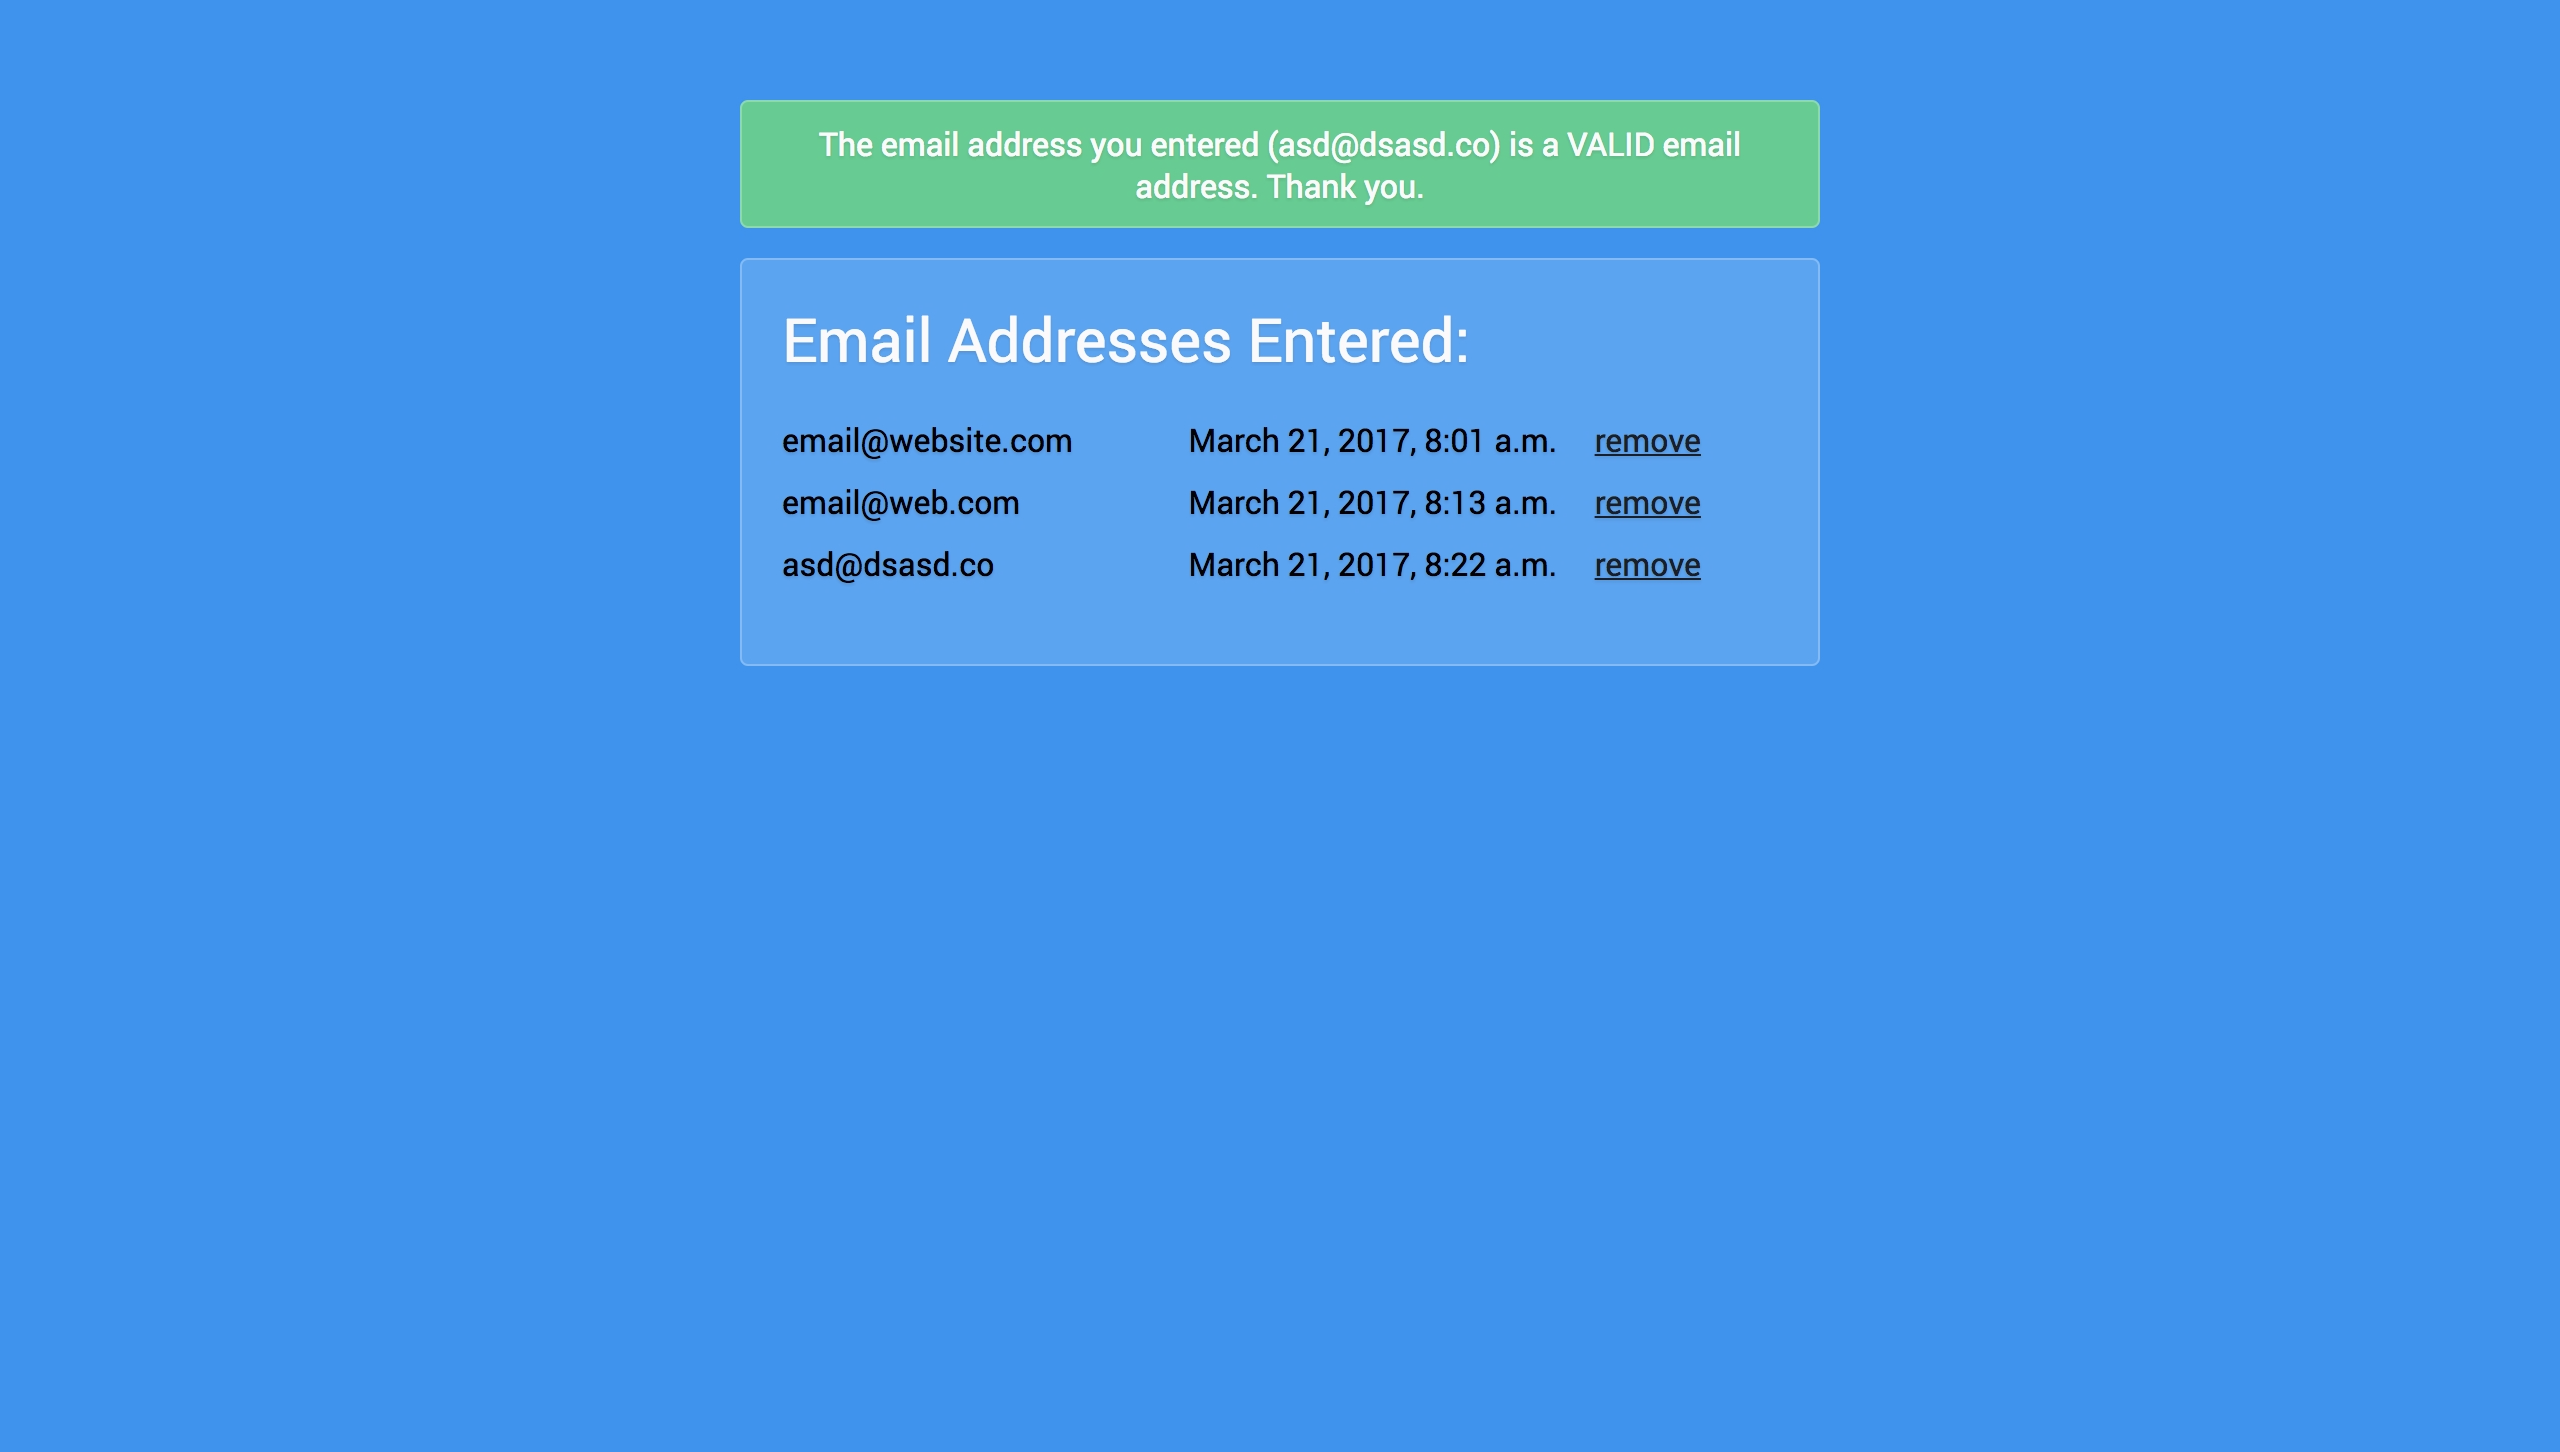 The email address you entered (asd@dsasd.co) is a VALID email
address. Thank you.
Email Addresses Entered:
email@website.com March 21, 2017, 8:01 a.m. remove
email@web.com March 21, 2017, 8:13 a.m. remove
asd@dsasd.co March 21, 2017, 8:22 a.m. remove